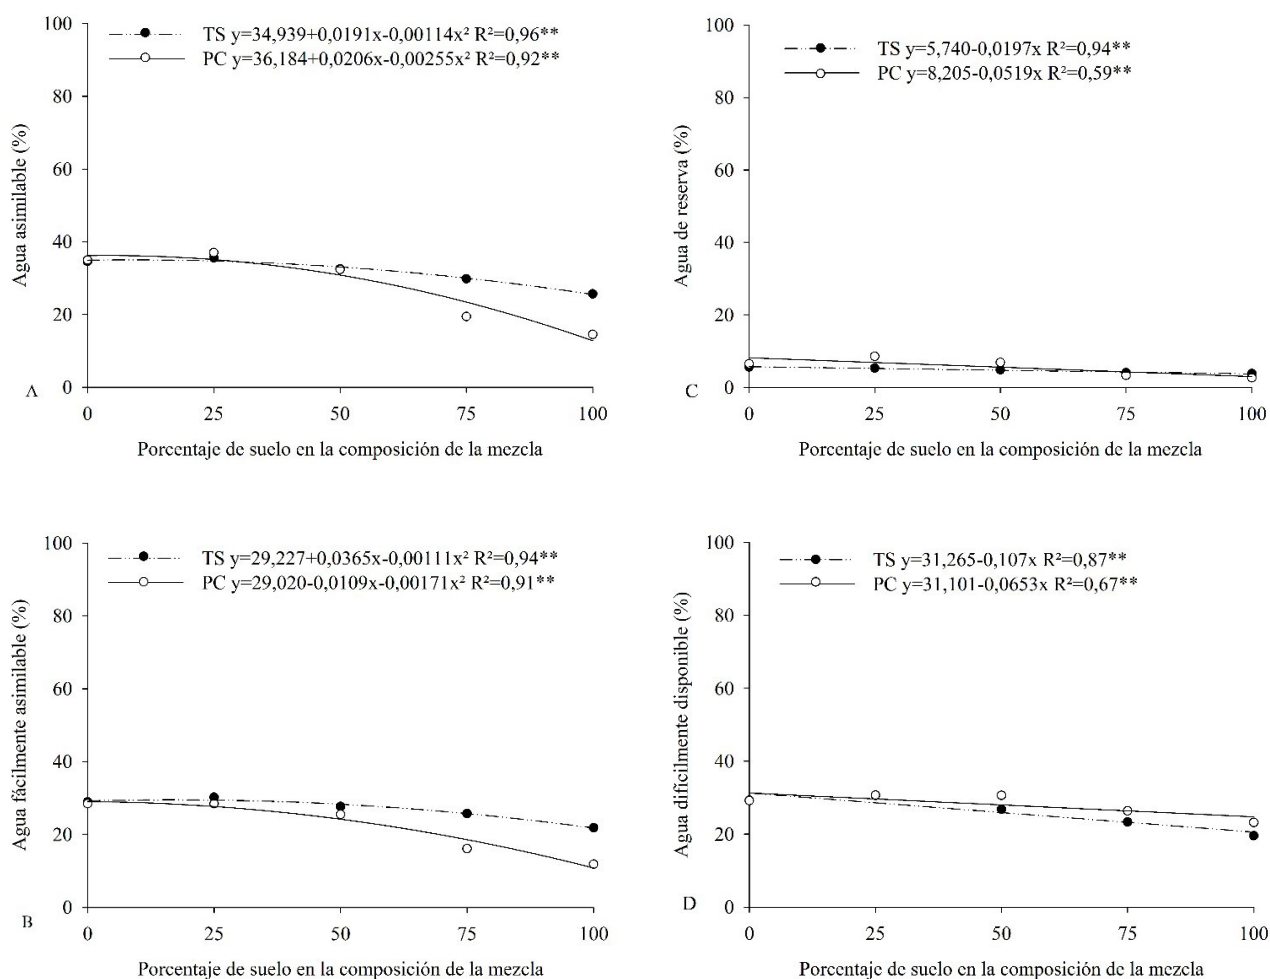 100
80
60
40
20
0
Agua asimilable (%)
TS y=34,939+0,0191x-0,00114x² R²=0,96**
PC y=36,184+0,0206x-0,00255x² R²=0,92**
A
0 25 50 75 100
Porcentaje de suelo en la composición de la mezcla
100
80
60
40
20
0
Agua de reserva (%)
TS y=5,740-0,0197x R²=0,94**
PC y=8,205-0,0519x R²=0,59**
C
0 25 50 75 100
Porcentaje de suelo en la composición de la mezcla
100
80
60
40
20
0
Agua fácilmente asimilable (%)
TS y=29,227+0,0365x-0,00111x² R²=0,94**
PC y=29,020-0,0109x-0,00171x² R²=0,91**
B
0 25 50 75 100
Porcentaje de suelo en la composición de la mezcla
100
80
60
40
20
0
Agua dificilmente disponible (%)
TS y=31,265-0,107x R²=0,87**
PC y=31,101-0,0653x R²=0,67**
D
0 25 50 75 100
Porcentaje de suelo en la composición de la mezcla